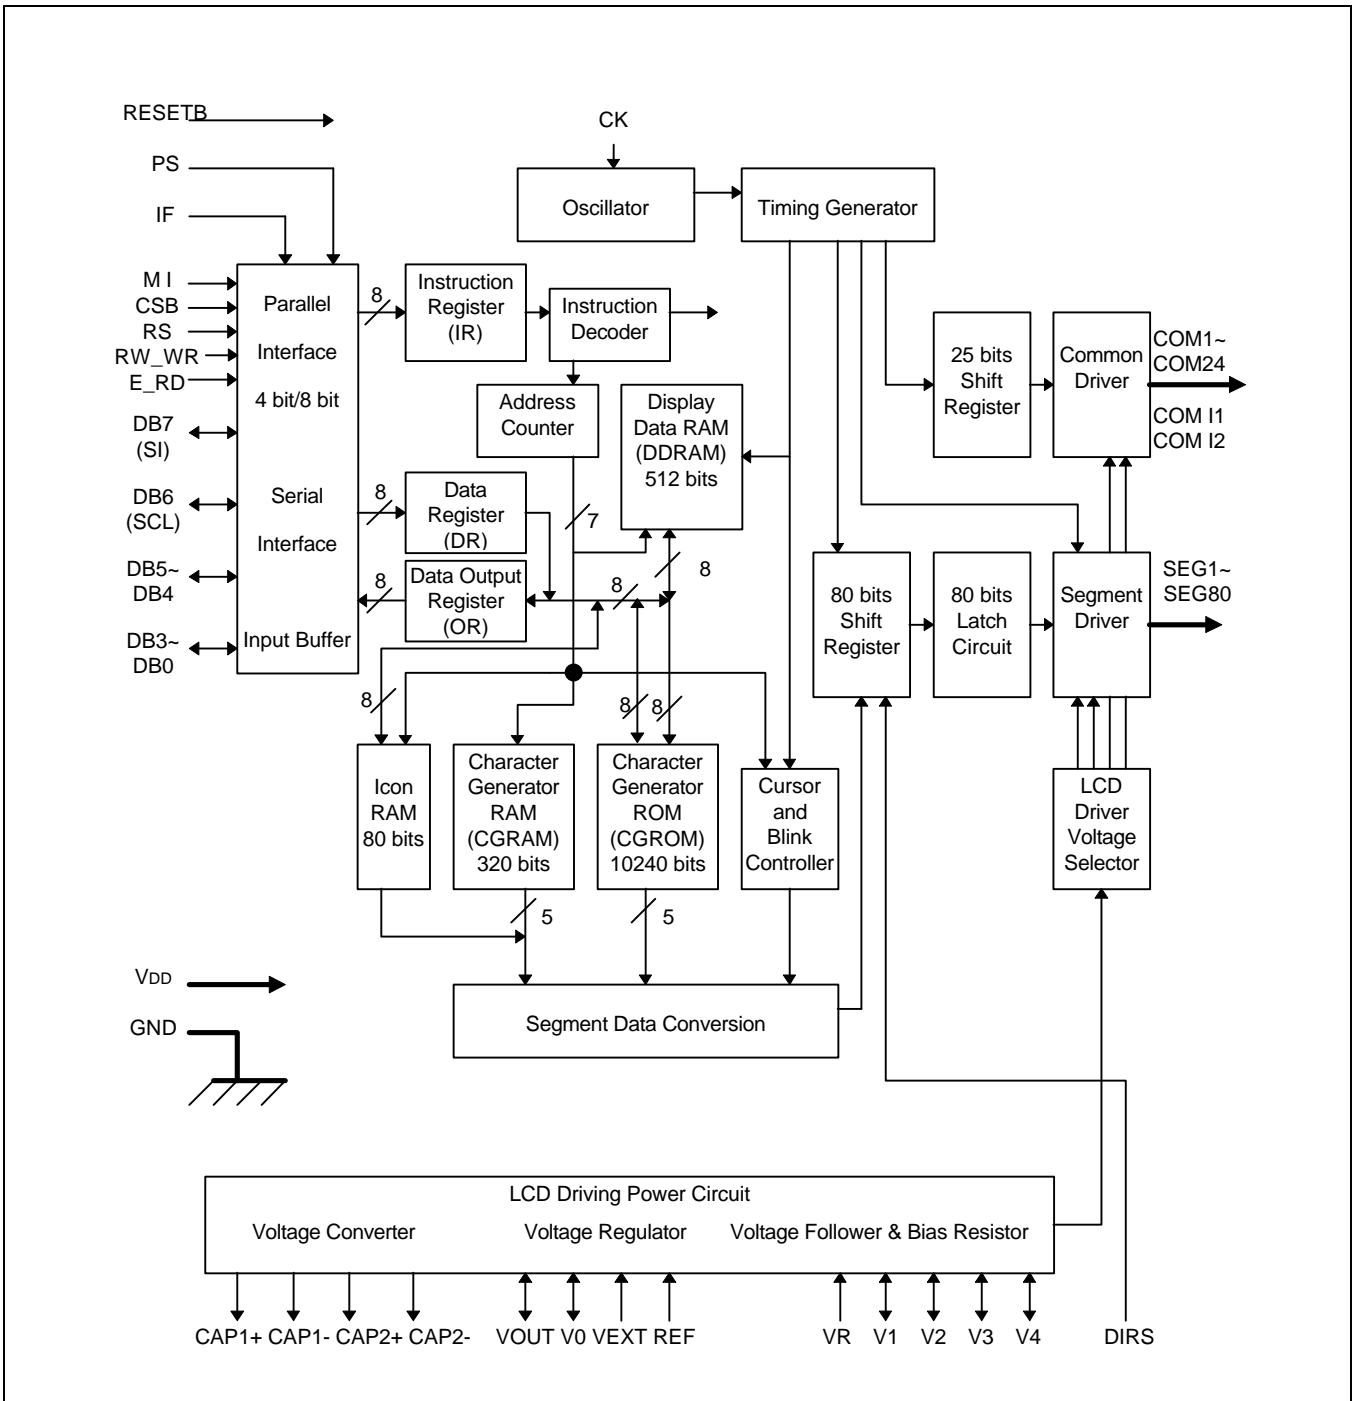 RESETB
PS
IF
M I
CSB
RS
RW_WR
E_RD
DB7
(SI)
DB6
(SCL)
DB5~
DB4
DB3~
DB0
Parallel
Interface
4 bit/8 bit
Serial
Interface
Input Buffer
CK
Oscillator
Timing Generator
8
Instruction
Register
(IR)
Instruction
Decoder
Address
Counter
Display
Data RAM
(DDRAM)
512 bits
25 bits
Shift
Register
Common
Driver
COM1~
COM24
COM I1
COM I2
8
Data
Register
(DR)
7
8
8
Data Output
Register
(OR)
8
80 bits
Shift
Register
80 bits
Latch
Circuit
Segment
Driver
SEG1~
SEG80
8
8
8
Icon
RAM
80 bits
Character
Generator
RAM
(CGRAM)
320 bits
Character
Generator
ROM
(CGROM)
10240 bits
Cursor
and
Blink
Controller
LCD
Driver
Voltage
Selector
5
5
VDD
GND
Segment Data Conversion
LCD Driving Power Circuit
Voltage Converter
Voltage Regulator
Voltage Follower & Bias Resistor
CAP1+ CAP1- CAP2+ CAP2-
VOUT V0 VEXT REF
VR V1 V2 V3 V4
DIRS